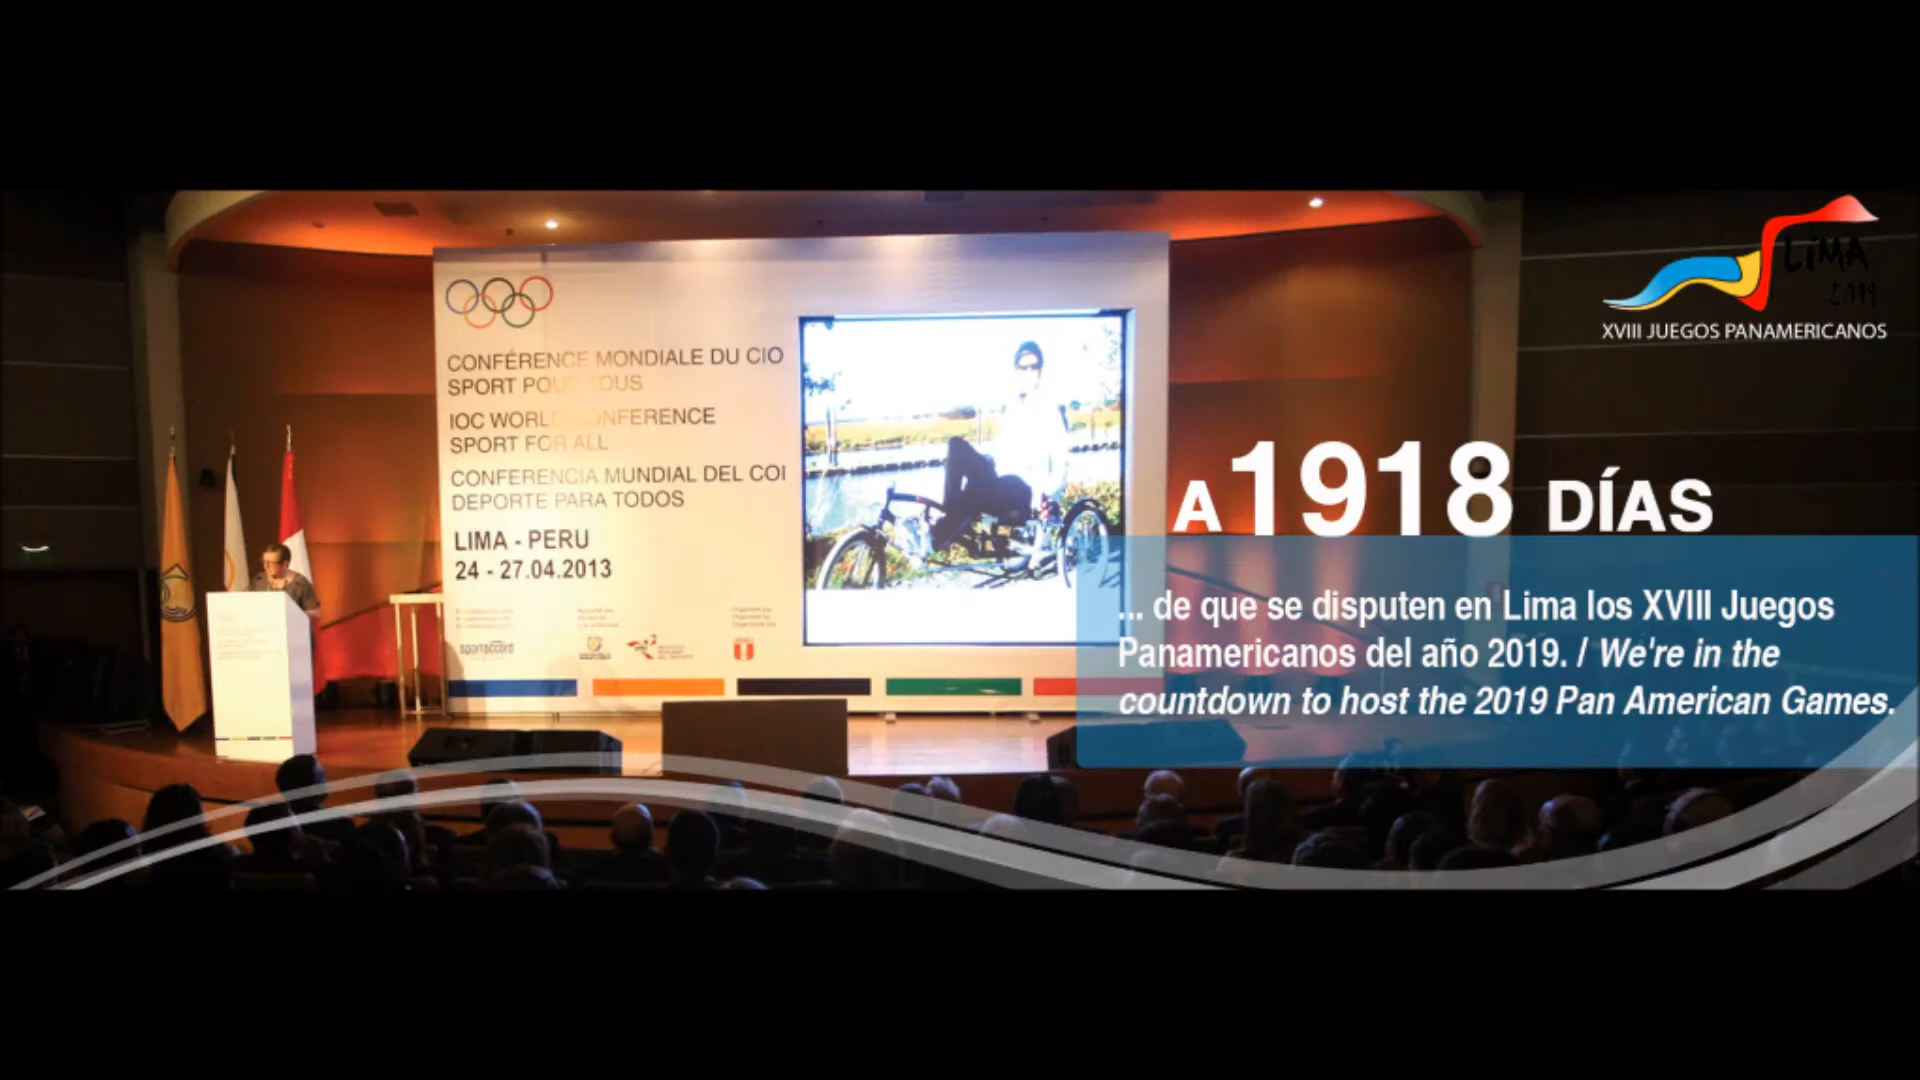 CONFÉRENCE MONDIALE DU CIO
SPORT POUR TOUS
IOC WORLD CONFERENCE
SPORT FOR ALL
CONFERENCIA MUNDIAL DEL COI
DEPORTE PARA TODOS
LIMA - PERU
24 - 27.04.2013
sportaccord
LiMA
2019
XVIII JUEGOS PANAMERICANOS
A 1918 DÍAS
... de que se disputen en Lima los XVIII Juegos
Panamericanos del año 2019. / We're in the
countdown to host the 2019 Pan American Games.